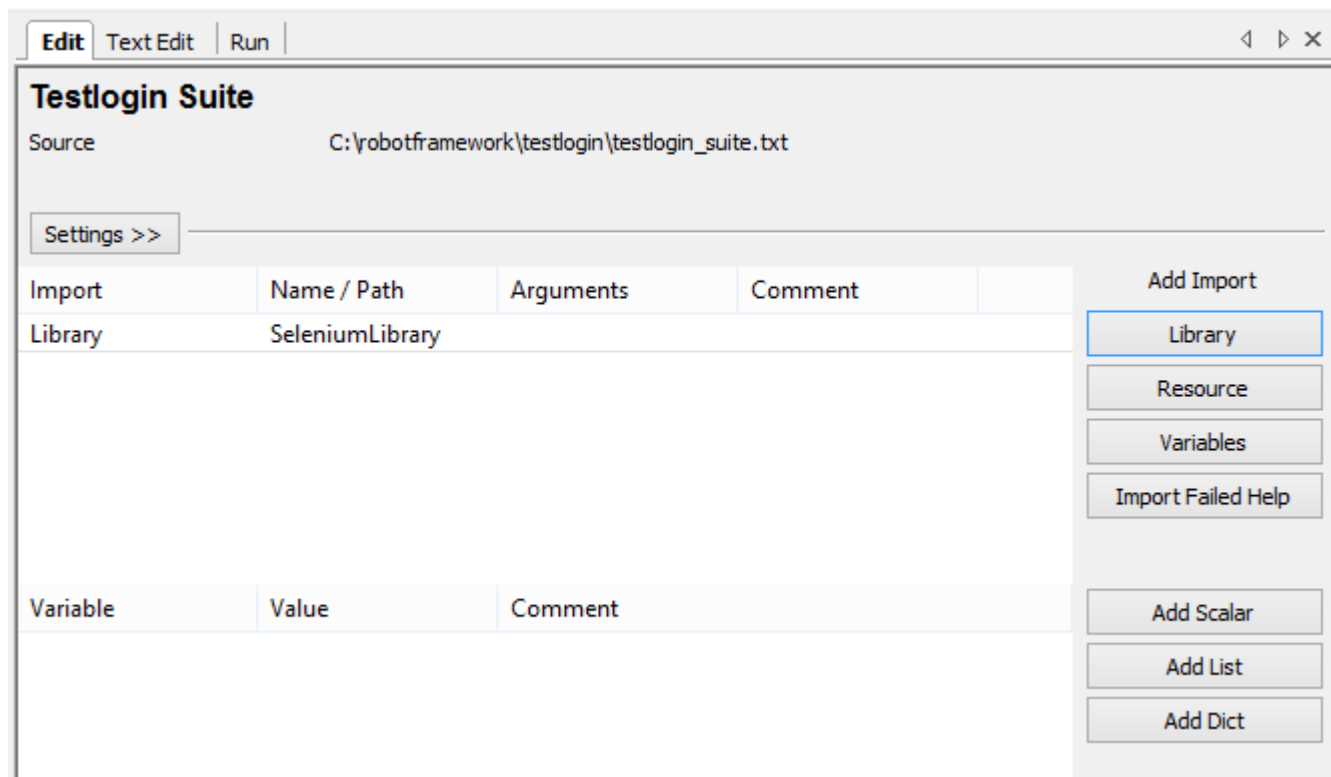 Edit Text Edit Run
Testlogin Suite
Source C:\robotframework\testlogin\testlogin_suite.txt
Settings >>
Import Name / Path Arguments Comment Add Import
Library SeleniumLibrary Library
Resource
Variables
Import Failed Help
Variable Value Comment Add Scalar
Add List
Add Dict